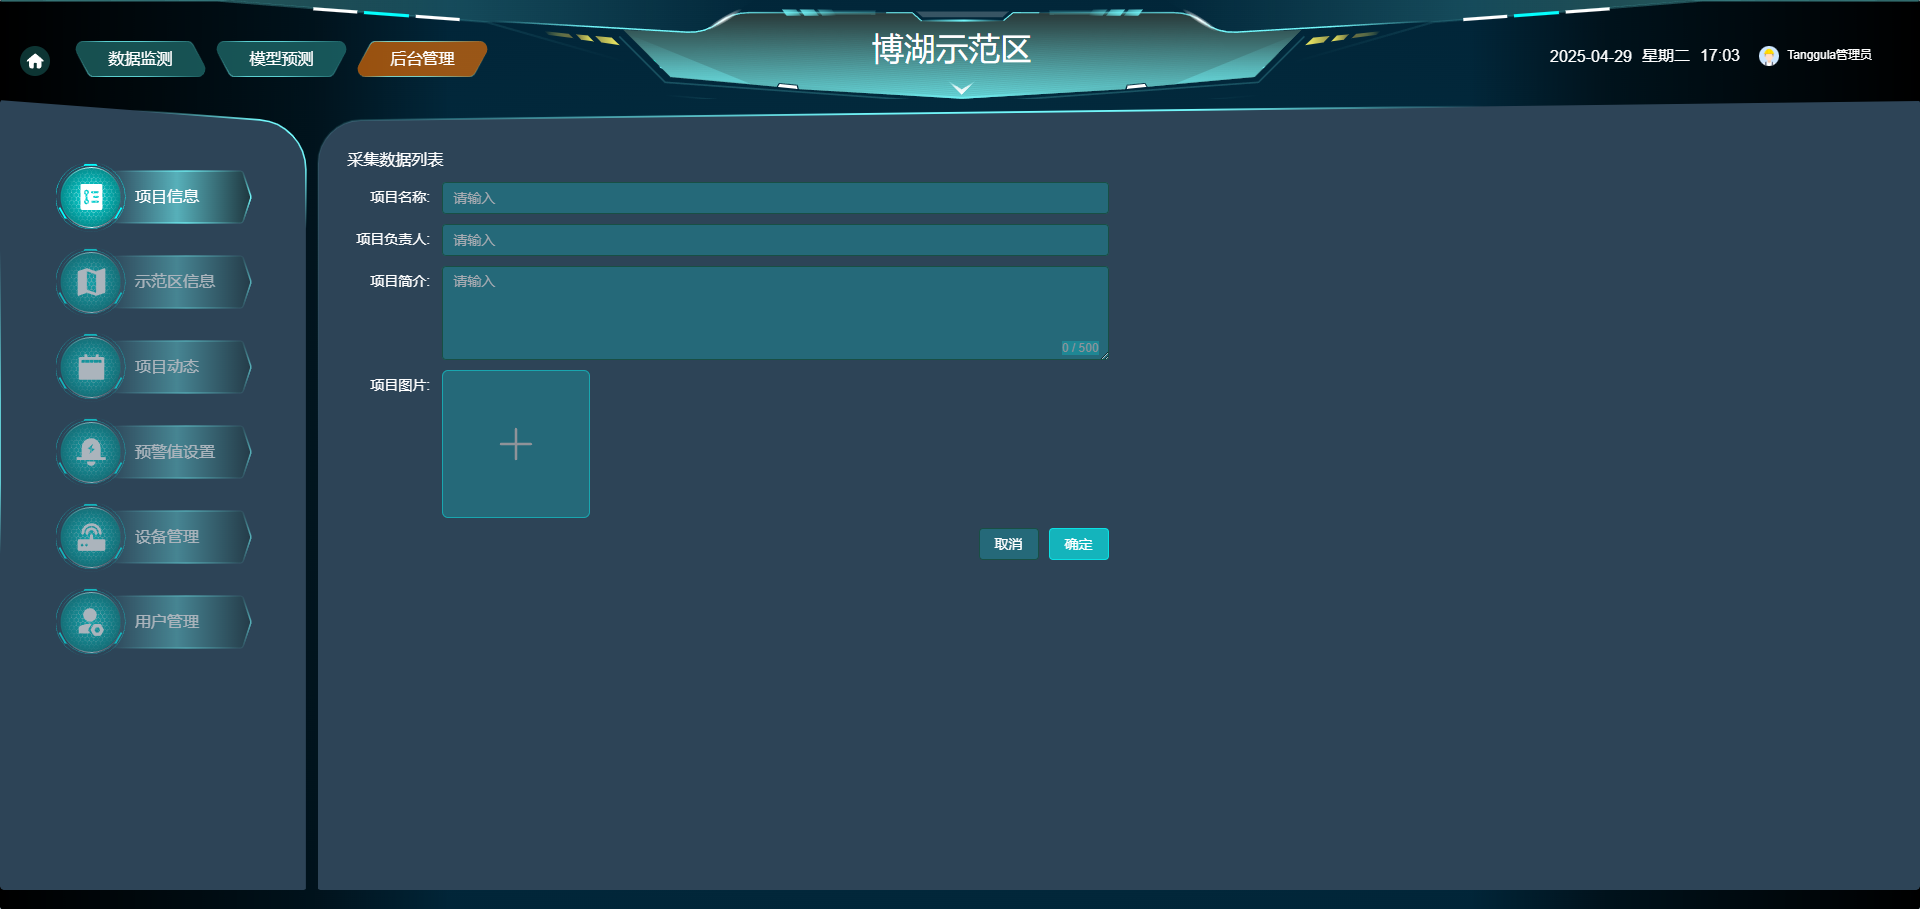 数据监测
模型预测
后台管理
博湖示范区
2025-04-29 星期二 17:03
Tanggula管理员
项目信息
示范区信息
项目动态
预警值设置
设备管理
用户管理
采集数据列表
项目名称: 请输入
项目负责人: 请输入
项目简介: 请输入
0 / 500
项目图片:
取消
确定